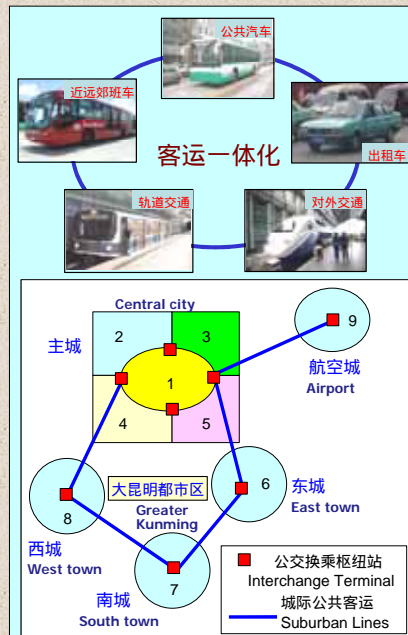 公共汽车
近远郊班车
客运一体化
出租车
轨道交通
对外交通
Central city
主城
2
3
9
1
航空城
Airport
4
5
大昆明都市区
Greater
Kunming
6
东城
East town
8
西城
West town
7
南城
South town
公交换乘枢纽站
Interchange Terminal
城际公共客运
Suburban Lines